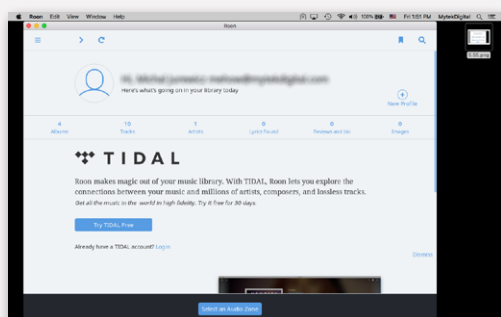 Roon Edit View Window Help 100% Fri 1:51 PM MytekDigital
Roon
Here's what's going on in your library today
New Profile
4 10 1 0 0 0
Albums Tracks Artists Lyrics Found Reviews and bio Images
TIDAL
Roon makes magic out of your music library. With TIDAL, Roon lets you explore the
connections between your music and millions of artists, composers, and lossless tracks.
Get all the music in the world in high fidelity. Try it free for 30 days.
Try TIDAL Free
Already have a TIDAL account? Login
Dismiss
Select an Audio Zone